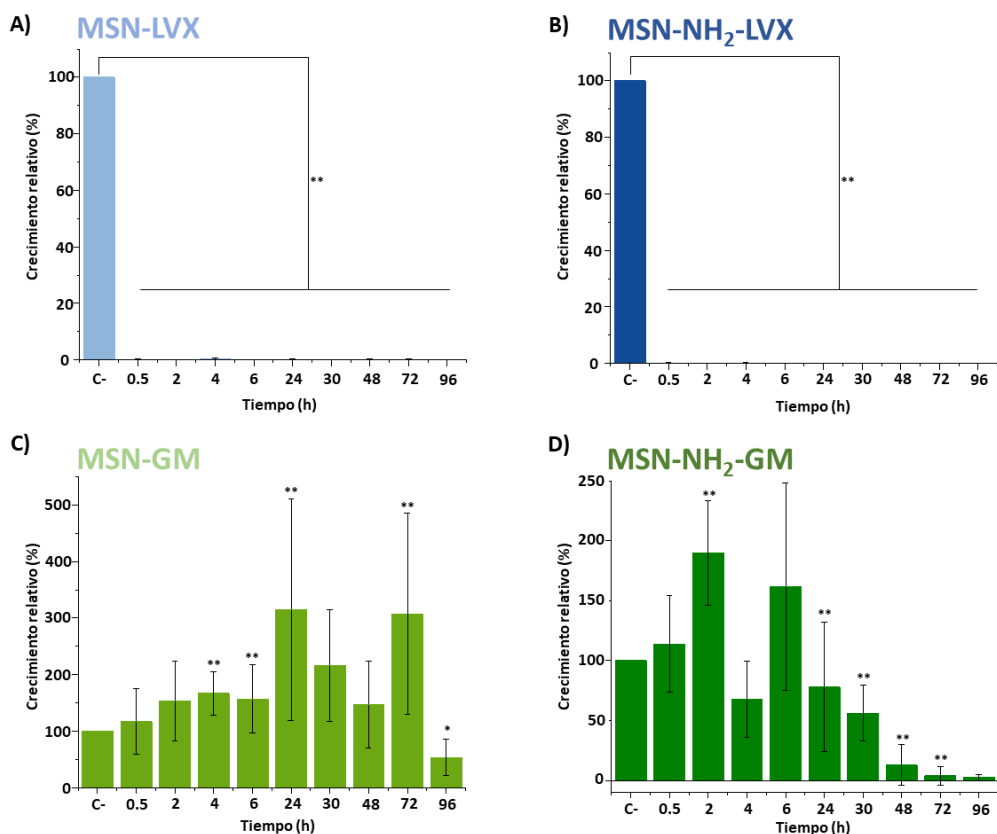 A) MSN-LVX
Crecimiento relativo (%)
100
80
60
40
20
0
**
C- 0.5 2 4 6 24 30 48 72 96
Tiempo (h)
B) MSN-NH₂-LVX
Crecimiento relativo (%)
100
80
60
40
20
0
**
C- 0.5 2 4 6 24 30 48 72 96
Tiempo (h)
C) MSN-GM
Crecimiento relativo (%)
500
400
300
200
100
0
** ** ** ** *
C- 0.5 2 4 6 24 30 48 72 96
Tiempo (h)
D) MSN-NH₂-GM
Crecimiento relativo (%)
250
200
150
100
50
0
** ** ** ** **
C- 0.5 2 4 6 24 30 48 72 96
Tiempo (h)